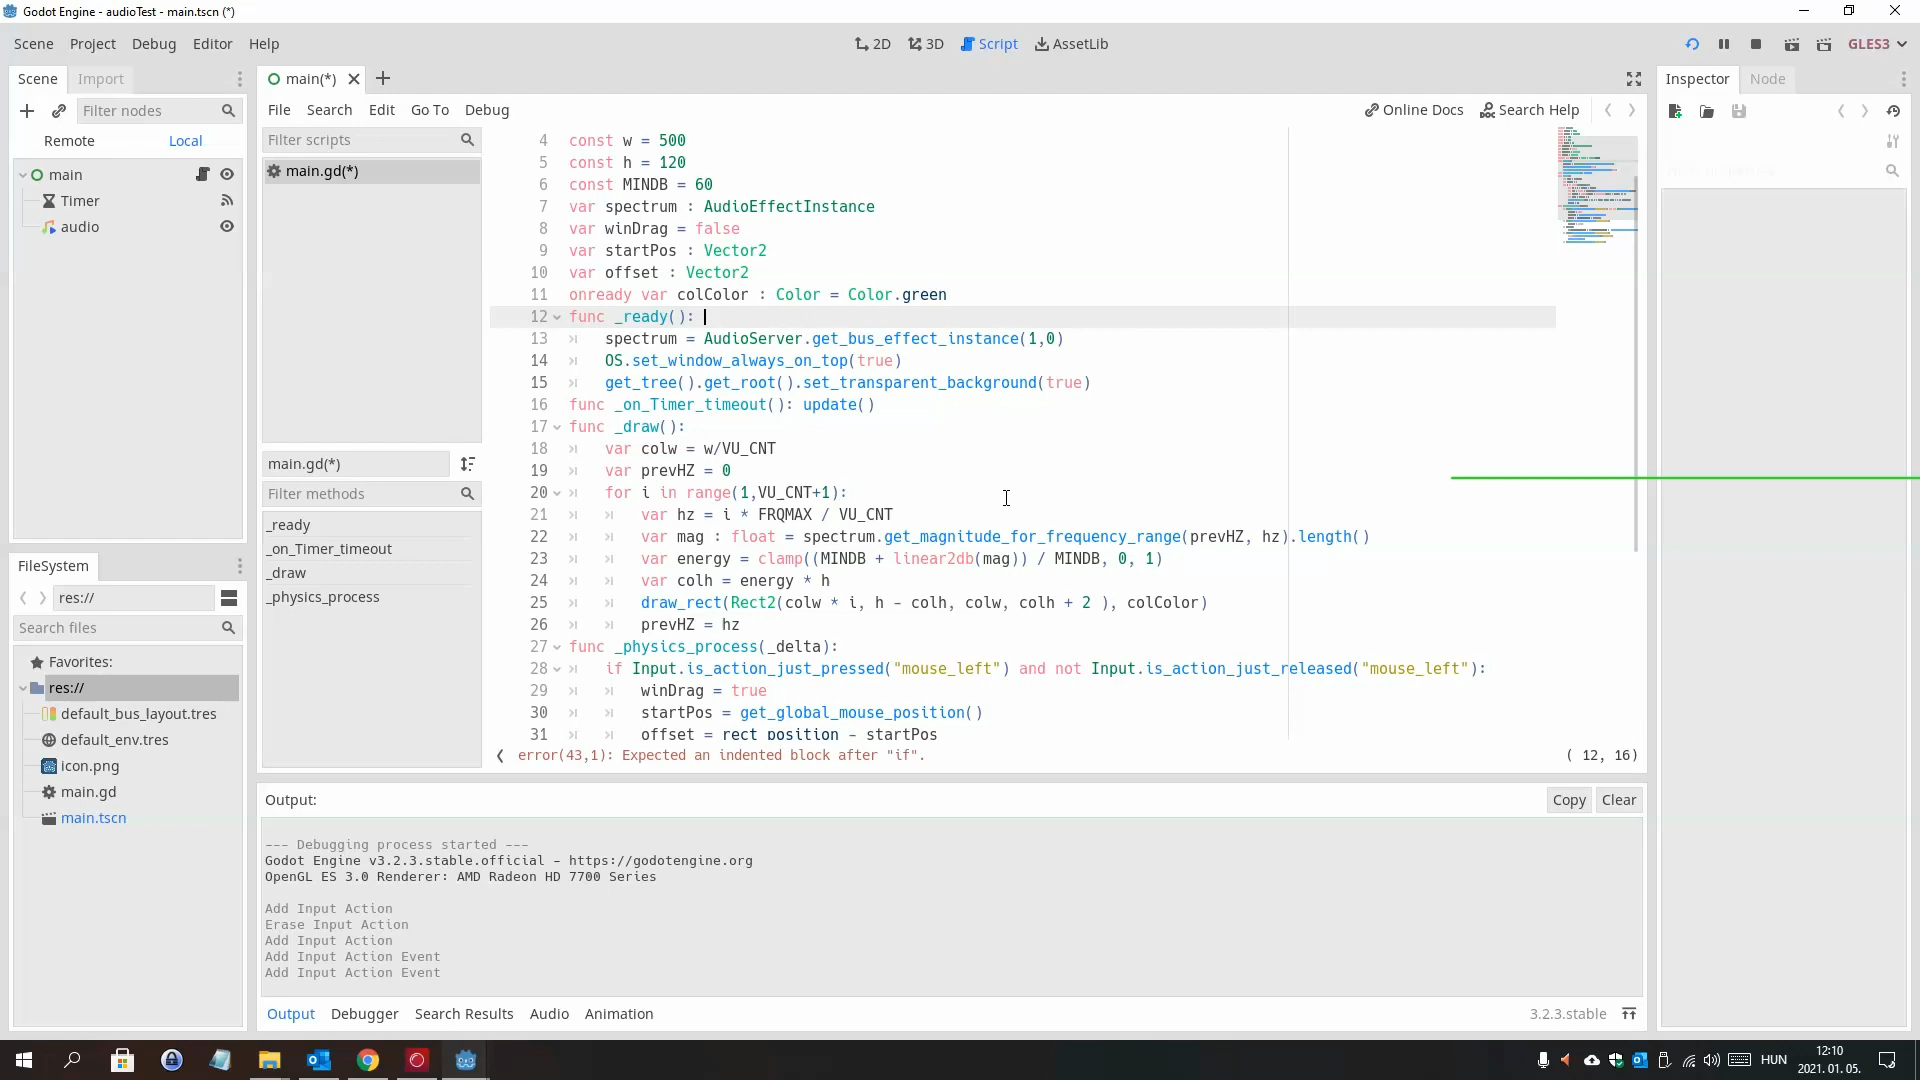 Godot Engine - audioTest - main.tscn (*)
Scene Project Debug Editor Help
2D 3D Script AssetLib
GLES3
Scene Import
Filter nodes
Remote Local
main
Timer
audio
FileSystem
res://
Search files
Favorites:
res://
default_bus_layout.tres
default_env.tres
icon.png
main.gd
main.tscn
main(*)
File Search Edit Go To Debug
Online Docs Search Help
Filter scripts
main.gd(*)
main.gd(*)
Filter methods
_ready
_on_Timer_timeout
_draw
_physics_process
4 const w = 500
5 const h = 120
6 const MINDB = 60
7 var spectrum : AudioEffectInstance
8 var winDrag = false
9 var startPos : Vector2
10 var offset : Vector2
11 onready var colColor : Color = Color.green
12 func _ready():
13 spectrum = AudioServer.get_bus_effect_instance(1,0)
14 OS.set_window_always_on_top(true)
15 get_tree().get_root().set_transparent_background(true)
16 func _on_Timer_timeout(): update()
17 func _draw():
18 var colw = w/VU_CNT
19 var prevHZ = 0
20 for i in range(1,VU_CNT+1):
21 var hz = i * FRQMAX / VU_CNT
22 var mag : float = spectrum.get_magnitude_for_frequency_range(prevHZ, hz).length()
23 var energy = clamp((MINDB + linear2db(mag)) / MINDB, 0, 1)
24 var colh = energy * h
25 draw_rect(Rect2(colw * i, h - colh, colw, colh + 2 ), colColor)
26 prevHZ = hz
27 func _physics_process(_delta):
28 if Input.is_action_just_pressed("mouse_left") and not Input.is_action_just_released("mouse_left"):
29 winDrag = true
30 startPos = get_global_mouse_position()
31 offset = rect_position - startPos
error(43,1): Expected an indented block after "if".
( 12, 16)
Output:
Copy Clear
--- Debugging process started ---
Godot Engine v3.2.3.stable.official - https://godotengine.org
OpenGL ES 3.0 Renderer: AMD Radeon HD 7700 Series
Add Input Action
Erase Input Action
Add Input Action
Add Input Action Event
Add Input Action Event
Output Debugger Search Results Audio Animation
3.2.3.stable
Inspector Node
HUN
12:10
2021. 01. 05.